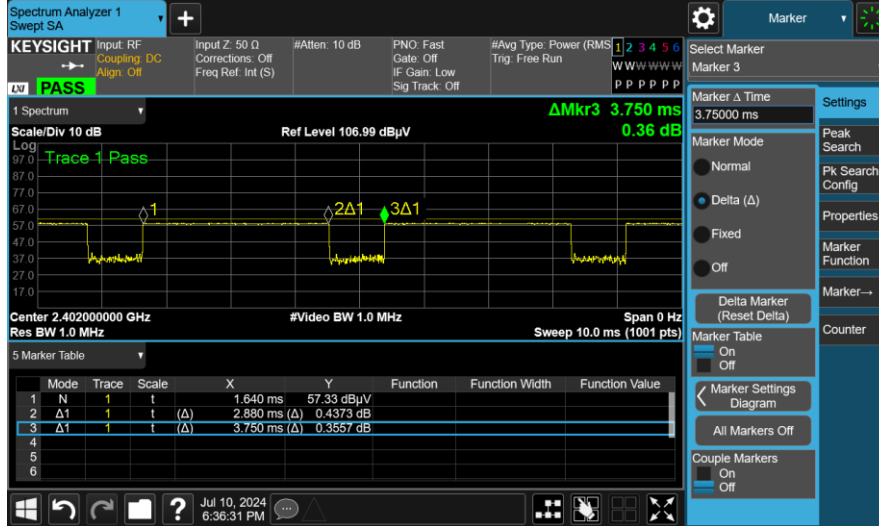 Spectrum Analyzer 1
Swept SA
KEYSIGHT
Input: RF
Coupling: DC
Align: Off
Input Z: 50 Ω
Corrections: Off
Freq Ref: Int (S)
#Atten: 10 dB
PNO: Fast
Gate: Off
IF Gain: Low
Sig Track: Off
#Avg Type: Power (RMS
Trig: Free Run
1 2 3 4 5 6
W W W W W W
P P P P P P
LXI PASS
1 Spectrum
ΔMkr3 3.750 ms
0.36 dB
Scale/Div 10 dB
Ref Level 106.99 dBµV
Log
Trace 1 Pass
97.0
87.0
77.0
67.0
57.0
47.0
37.0
27.0
17.0
1
2Δ1
3Δ1
Center 2.402000000 GHz
#Video BW 1.0 MHz
Span 0 Hz
Res BW 1.0 MHz
Sweep 10.0 ms (1001 pts)
5 Marker Table
Mode Trace Scale X Y Function Function Width Function Value
1 N 1 t 1.640 ms 57.33 dBµV
2 Δ1 1 t (Δ) 2.880 ms (Δ) 0.4373 dB
3 Δ1 1 t (Δ) 3.750 ms (Δ) 0.3557 dB
4
5
6
?
Jul 10, 2024
6:36:31 PM
Marker
Select Marker
Marker 3
Marker Δ Time
3.75000 ms
Marker Mode
Normal
Delta (Δ)
Fixed
Off
Delta Marker
(Reset Delta)
Marker Table
On
Off
Marker Settings
Diagram
All Markers Off
Couple Markers
On
Off
Settings
Peak
Search
Pk Search
Config
Properties
Marker
Function
Marker→
Counter